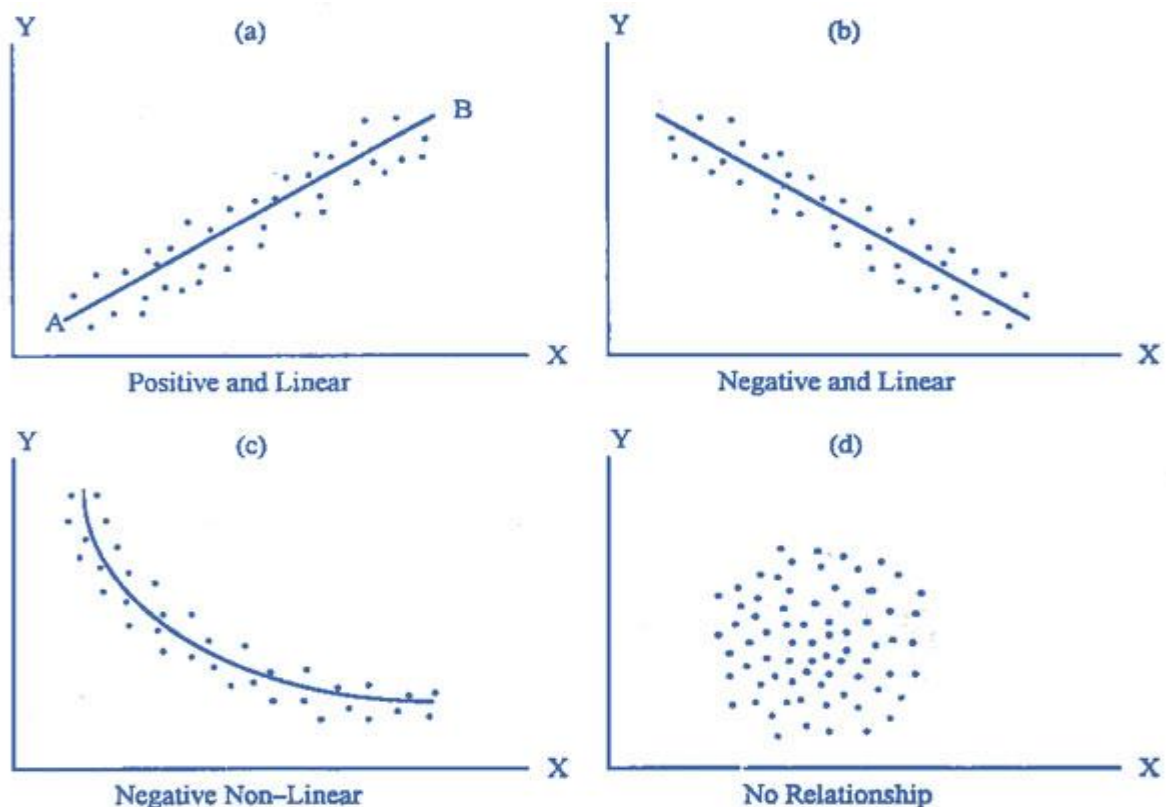 Y
(a)
B
A
X
Positive and Linear
Y
(b)
X
Negative and Linear
Y
(c)
X
Negative Non-Linear
Y
(d)
X
No Relationship